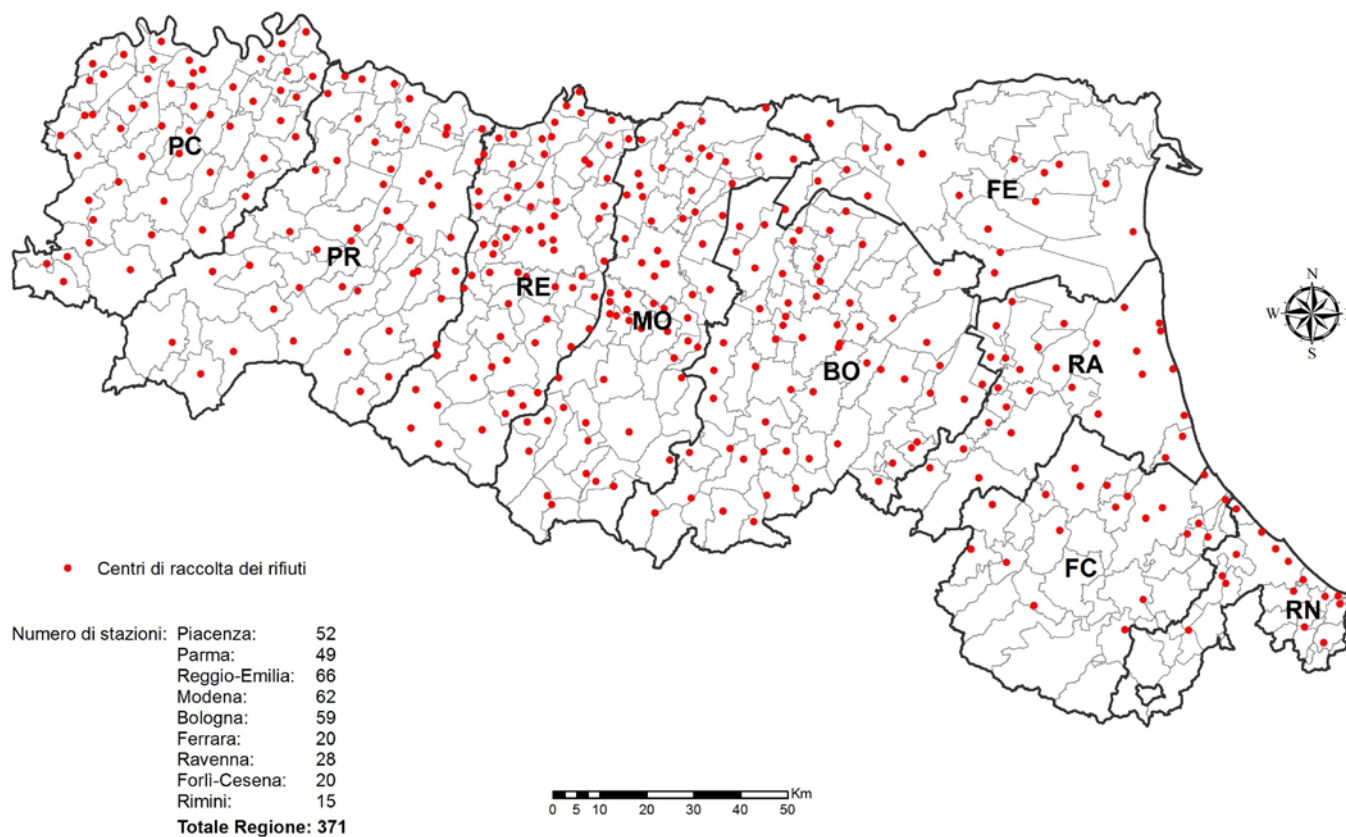 PC
FE
PR
RE
MO
BO
RA
FC
RN
N
W
S
Centri di raccolta dei rifiuti
Numero di stazioni: Piacenza: 52
Parma: 49
Reggio-Emilia: 66
Modena: 62
Bologna: 59
Ferrara: 20
Ravenna: 28
Forlì-Cesena: 20
Rimini: 15
Totale Regione: 371
Km
0 5 10 20 30 40 50